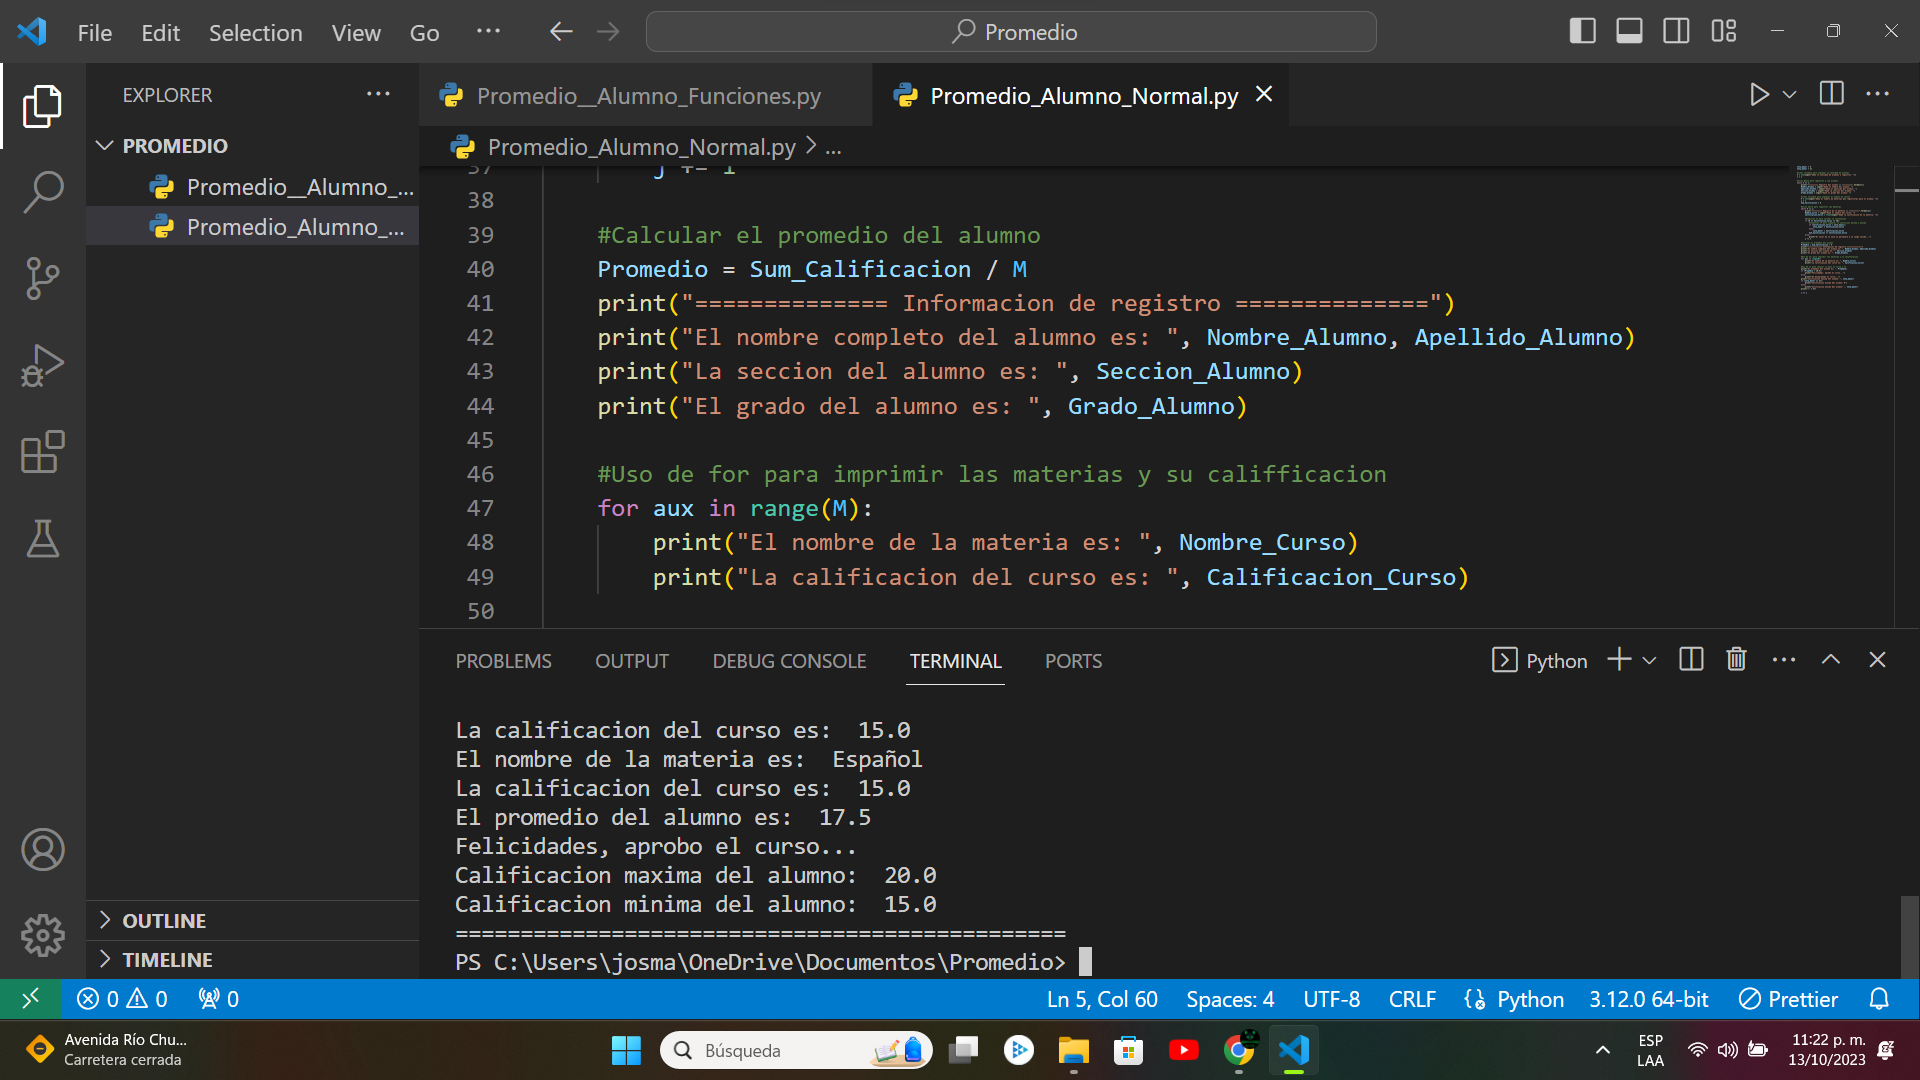 File Edit Selection View Go ...
Promedio
EXPLORER
PROMEDIO
Promedio__Alumno_...
Promedio_Alumno_...
OUTLINE
TIMELINE
Promedio__Alumno_Funciones.py
Promedio_Alumno_Normal.py
Promedio_Alumno_Normal.py > ...
37 j += 1
38
39 #Calcular el promedio del alumno
40 Promedio = Sum_Calificacion / M
41 print("============== Informacion de registro ==============")
42 print("El nombre completo del alumno es: ", Nombre_Alumno, Apellido_Alumno)
43 print("La seccion del alumno es: ", Seccion_Alumno)
44 print("El grado del alumno es: ", Grado_Alumno)
45
46 #Uso de for para imprimir las materias y su califficacion
47 for aux in range(M):
48 print("El nombre de la materia es: ", Nombre_Curso)
49 print("La calificacion del curso es: ", Calificacion_Curso)
50
PROBLEMS OUTPUT DEBUG CONSOLE TERMINAL PORTS
Python
La calificacion del curso es:  15.0
El nombre de la materia es:  Español
La calificacion del curso es:  15.0
El promedio del alumno es:  17.5
Felicidades, aprobo el curso...
Calificacion maxima del alumno:  20.0
Calificacion minima del alumno:  15.0
===============================================
PS C:\Users\josma\OneDrive\Documentos\Promedio>
0 0 0
Ln 5, Col 60 Spaces: 4 UTF-8 CRLF Python 3.12.0 64-bit Prettier
Avenida Río Chu...
Carretera cerrada
Búsqueda
ESP
LAA
11:22 p. m.
13/10/2023